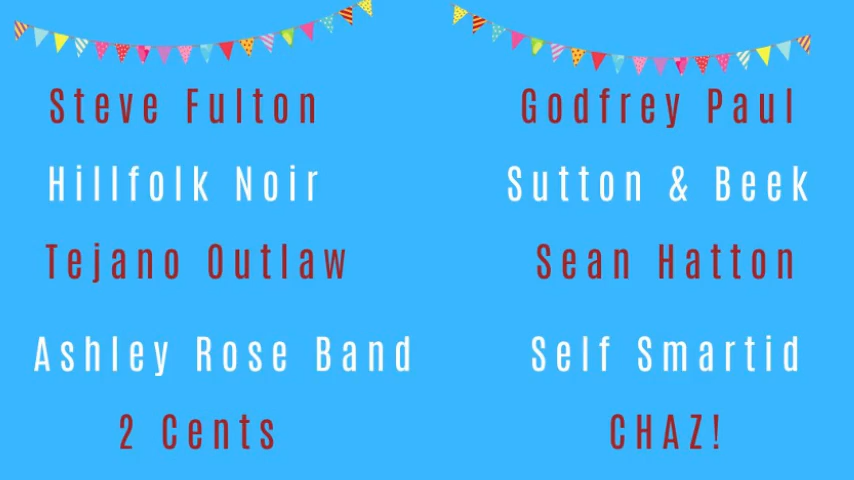 Steve Fulton
Hillfolk Noir
Tejano Outlaw
Ashley Rose Band
2 Cents
Godfrey Paul
Sutton & Beek
Sean Hatton
Self Smartid
CHAZ!